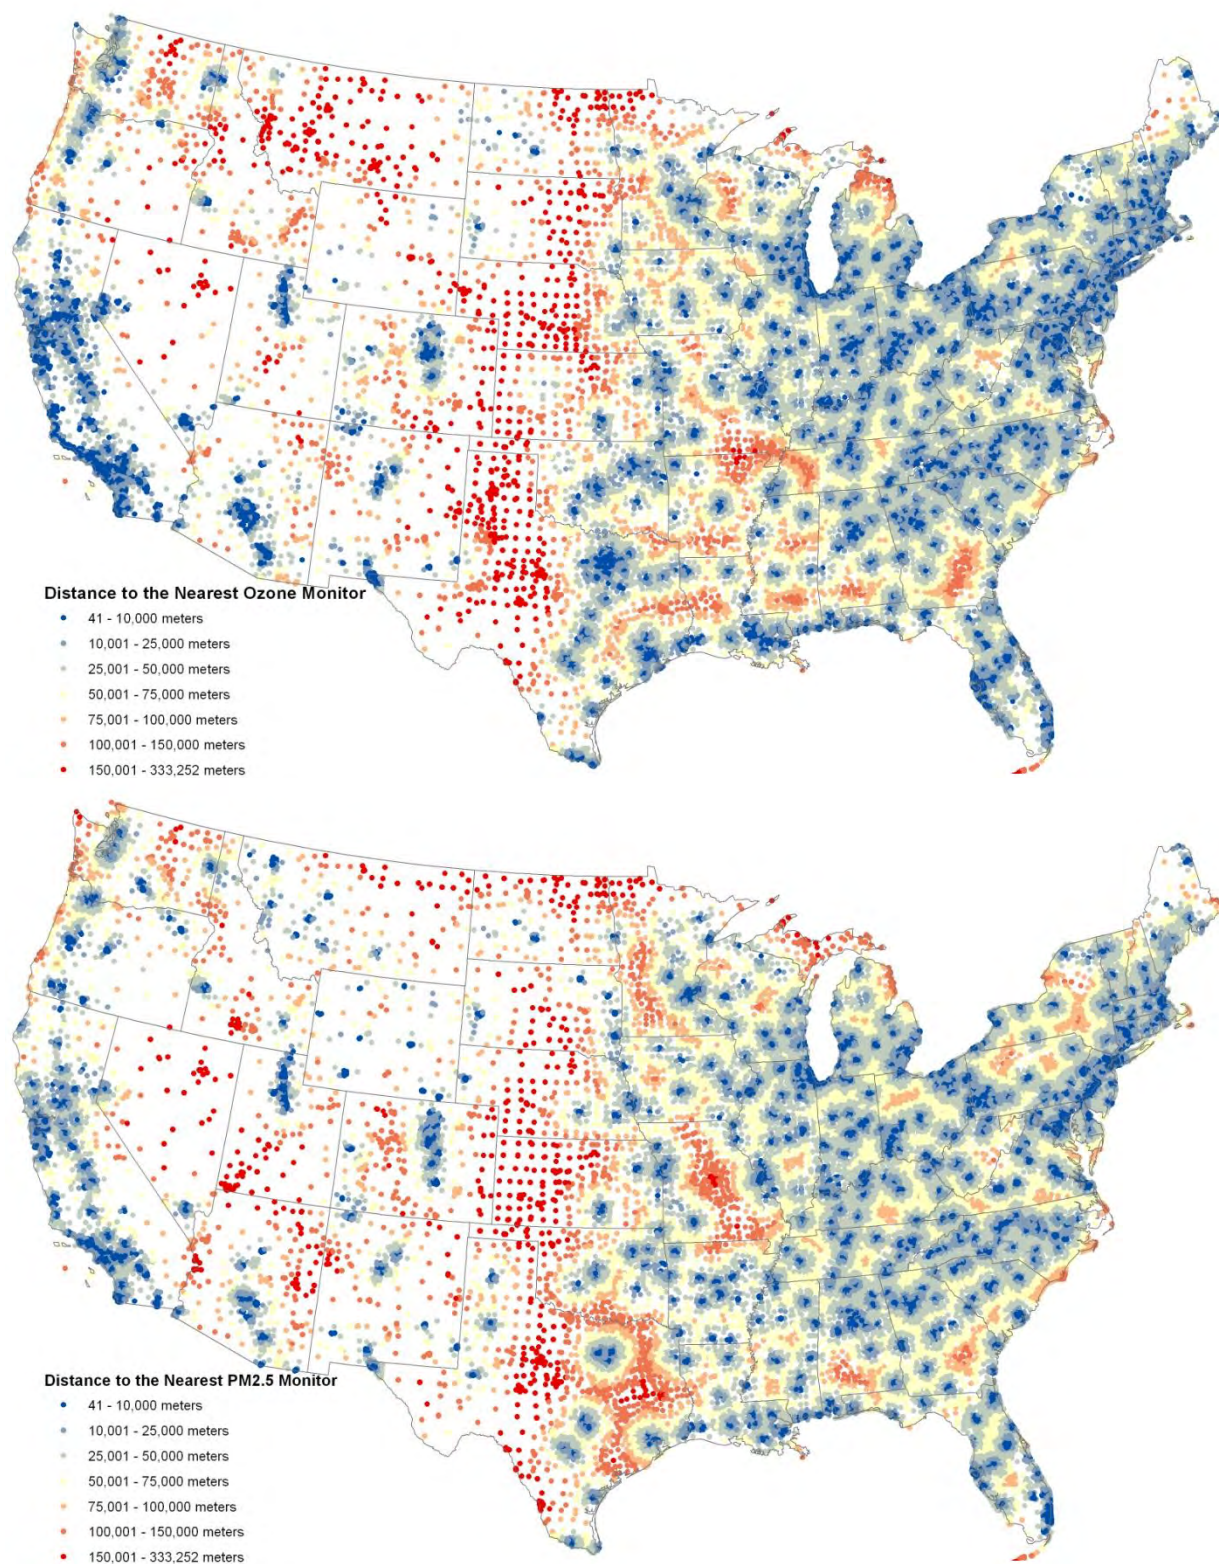 Distance to the Nearest Ozone Monitor
41 - 10,000 meters
10,001 - 25,000 meters
25,001 - 50,000 meters
50,001 - 75,000 meters
75,001 - 100,000 meters
100,001 - 150,000 meters
150,001 - 333,252 meters
Distance to the Nearest PM2.5 Monitor
41 - 10,000 meters
10,001 - 25,000 meters
25,001 - 50,000 meters
50,001 - 75,000 meters
75,001 - 100,000 meters
100,001 - 150,000 meters
150,001 - 333,252 meters